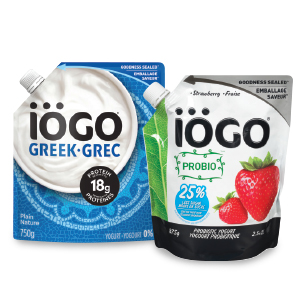 GOODNESS SEALED
EMBALLAGE
SAVEUR
iÖGO
GREEK·GREC
PROTEIN
18g
PROTÉINES
Plain
Nature
750g
YOGURT · YOGOURT 0%
Strawberry · Fraise
GOODNESS SEALED
EMBALLAGE
SAVEUR
iÖGO
PROBIO
25%
LESS SUGAR
PROBIOTIC YOGURT
YOGOURT PROBIOTIQUE